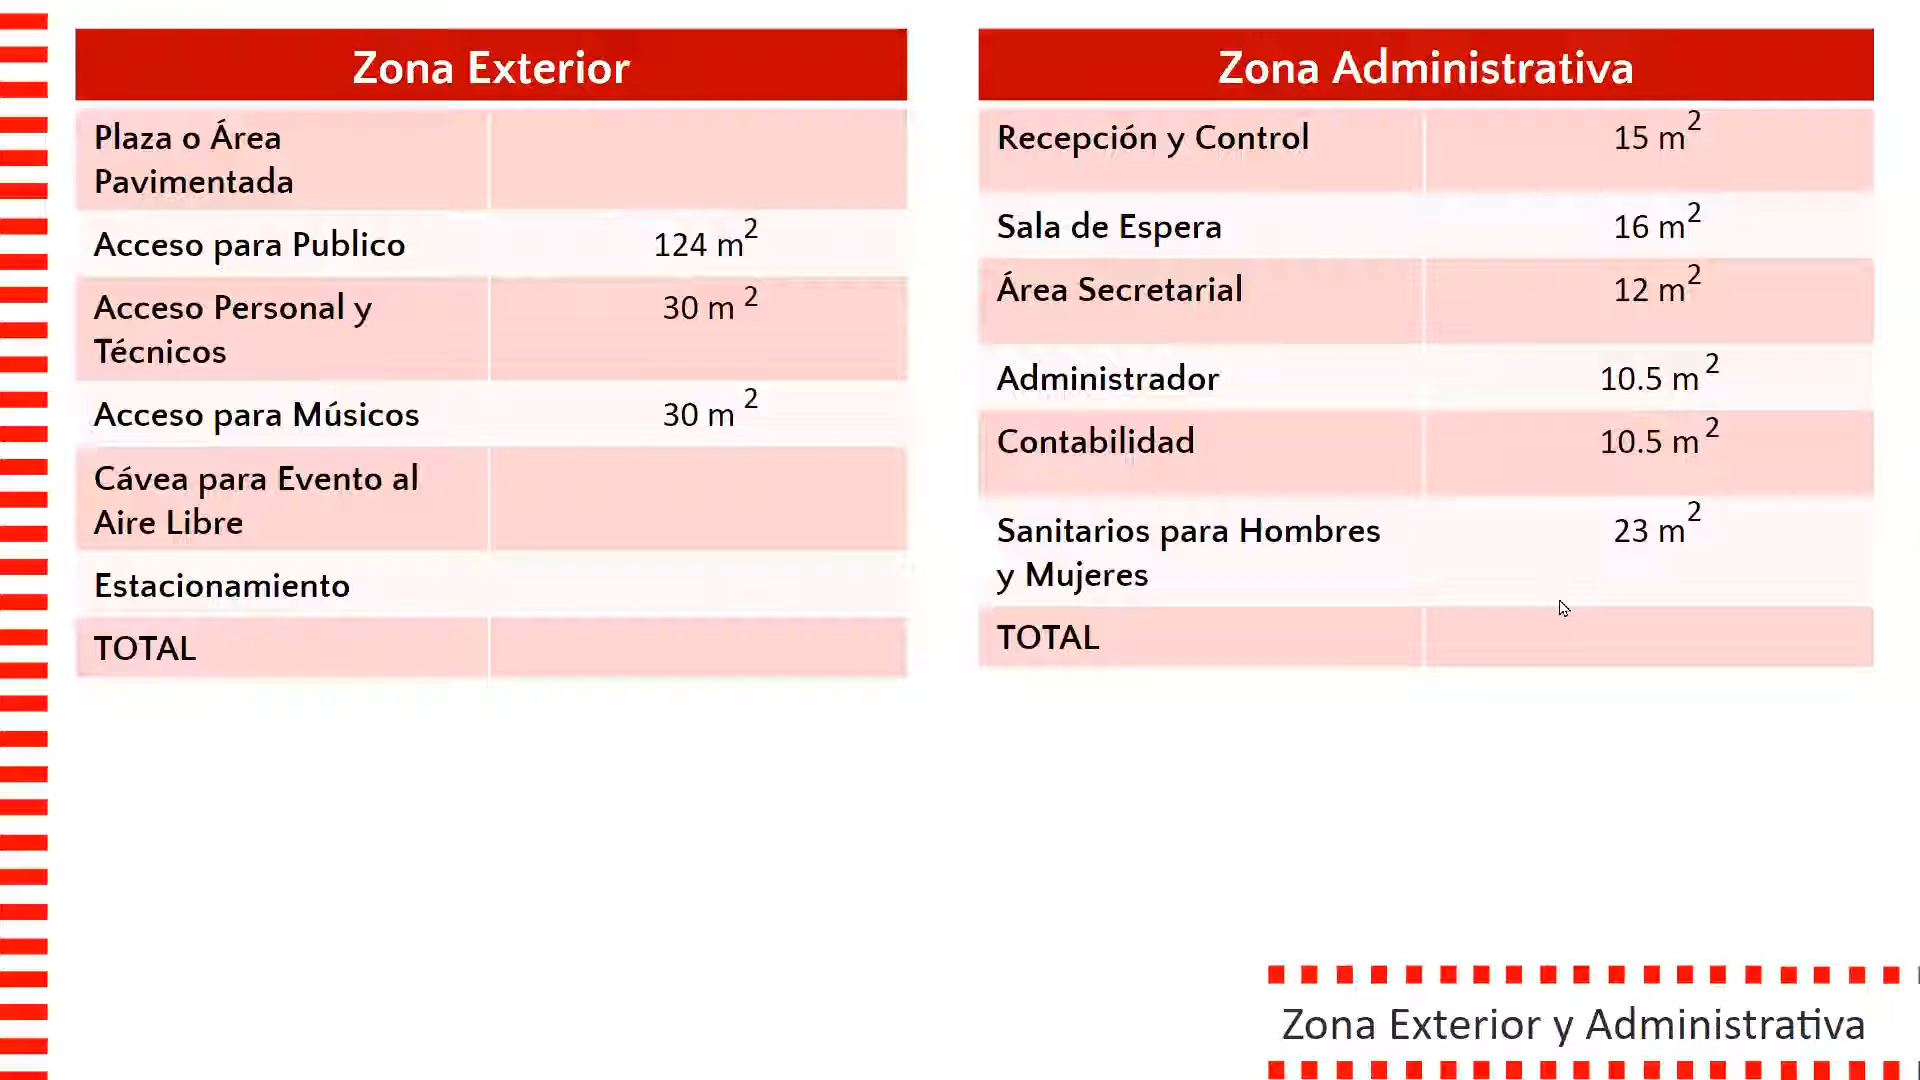 Zona Exterior
Plaza o Área
Pavimentada
Acceso para Publico 124 m²
Acceso Personal y 30 m ²
Técnicos
Acceso para Músicos 30 m ²
Cávea para Evento al
Aire Libre
Estacionamiento
TOTAL
Zona Administrativa
Recepción y Control 15 m²
Sala de Espera 16 m²
Área Secretarial 12 m²
Administrador 10.5 m ²
Contabilidad 10.5 m ²
Sanitarios para Hombres 23 m²
y Mujeres
TOTAL
Zona Exterior y Administrativa